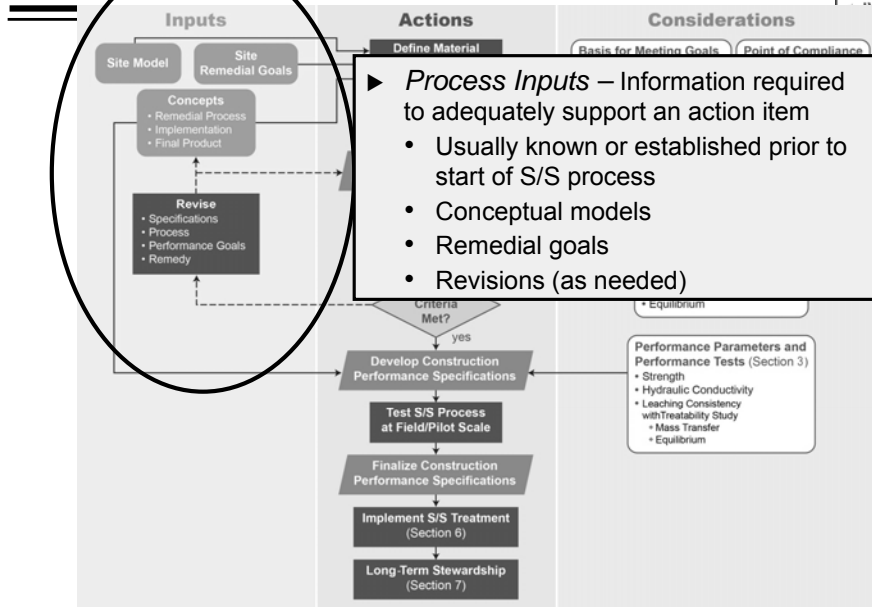 Inputs
Actions
Considerations
Site Model
Site
Remedial Goals
Define Material
Basis for Meeting Goals
Point of Compliance
Concepts
• Remedial Process
• Implementation
• Final Product
► Process Inputs – Information required
to adequately support an action item
• Usually known or established prior to
start of S/S process
• Conceptual models
• Remedial goals
• Revisions (as needed)
Revise
• Specifications
• Process
• Performance Goals
• Remedy
• Equilibrium
Criteria
Met?
yes
Develop Construction
Performance Specifications
Performance Parameters and
Performance Tests (Section 3)
• Strength
• Hydraulic Conductivity
• Leaching Consistency
withTreatability Study
• Mass Transfer
• Equilibrium
Test S/S Process
at Field/Pilot Scale
Finalize Construction
Performance Specifications
Implement S/S Treatment
(Section 6)
Long-Term Stewardship
(Section 7)